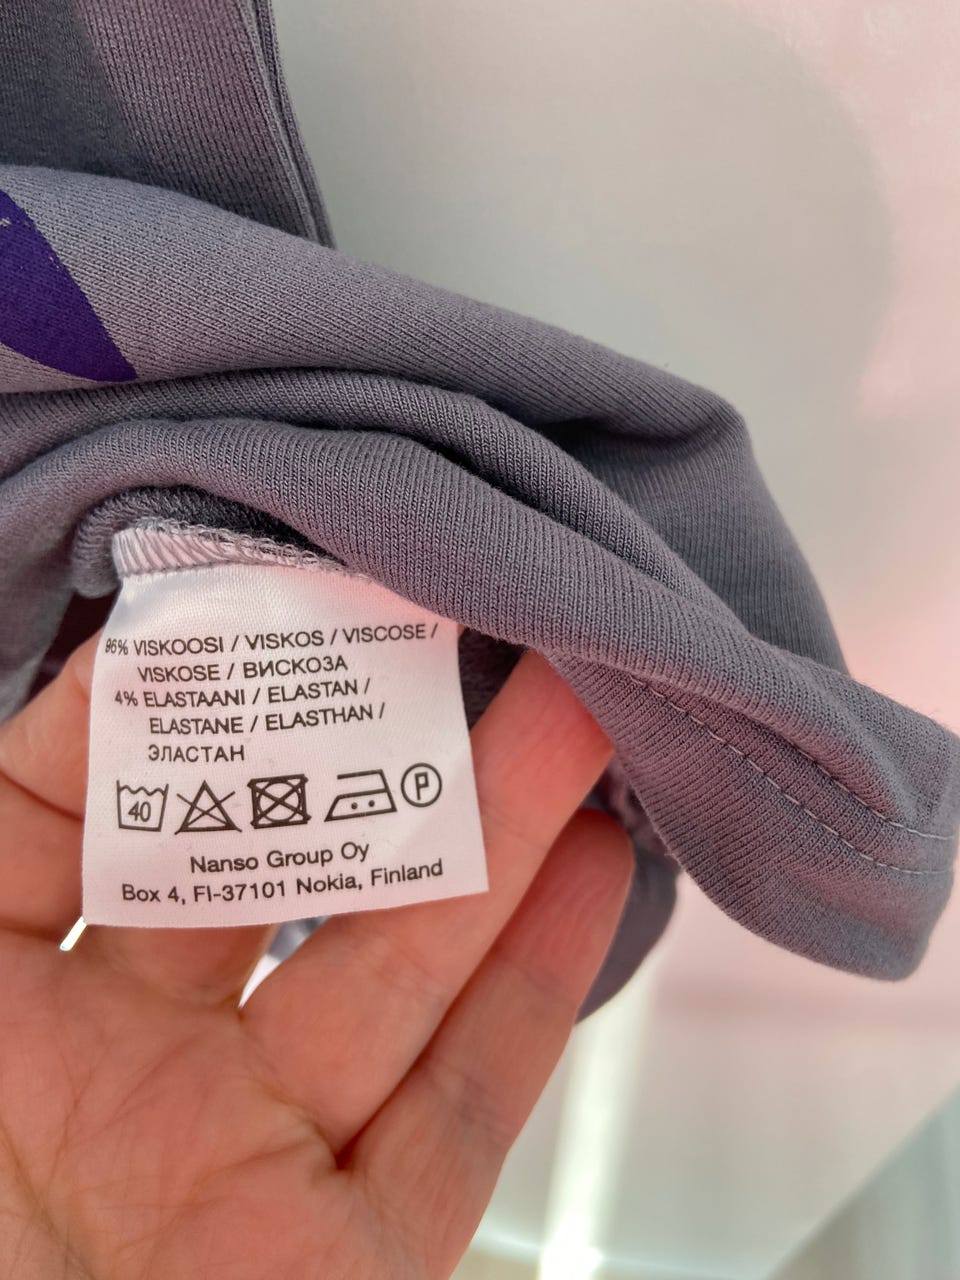 96% VISKOOSI / VISKOS / VISCOSE /
VISKOSE / ВИСКОЗА
4% ELASTAANI / ELASTAN /
ELASTANE / ELASTHAN /
ЭЛАСТАН
40 P
Nanso Group Oy
Box 4, FI-37101 Nokia, Finland